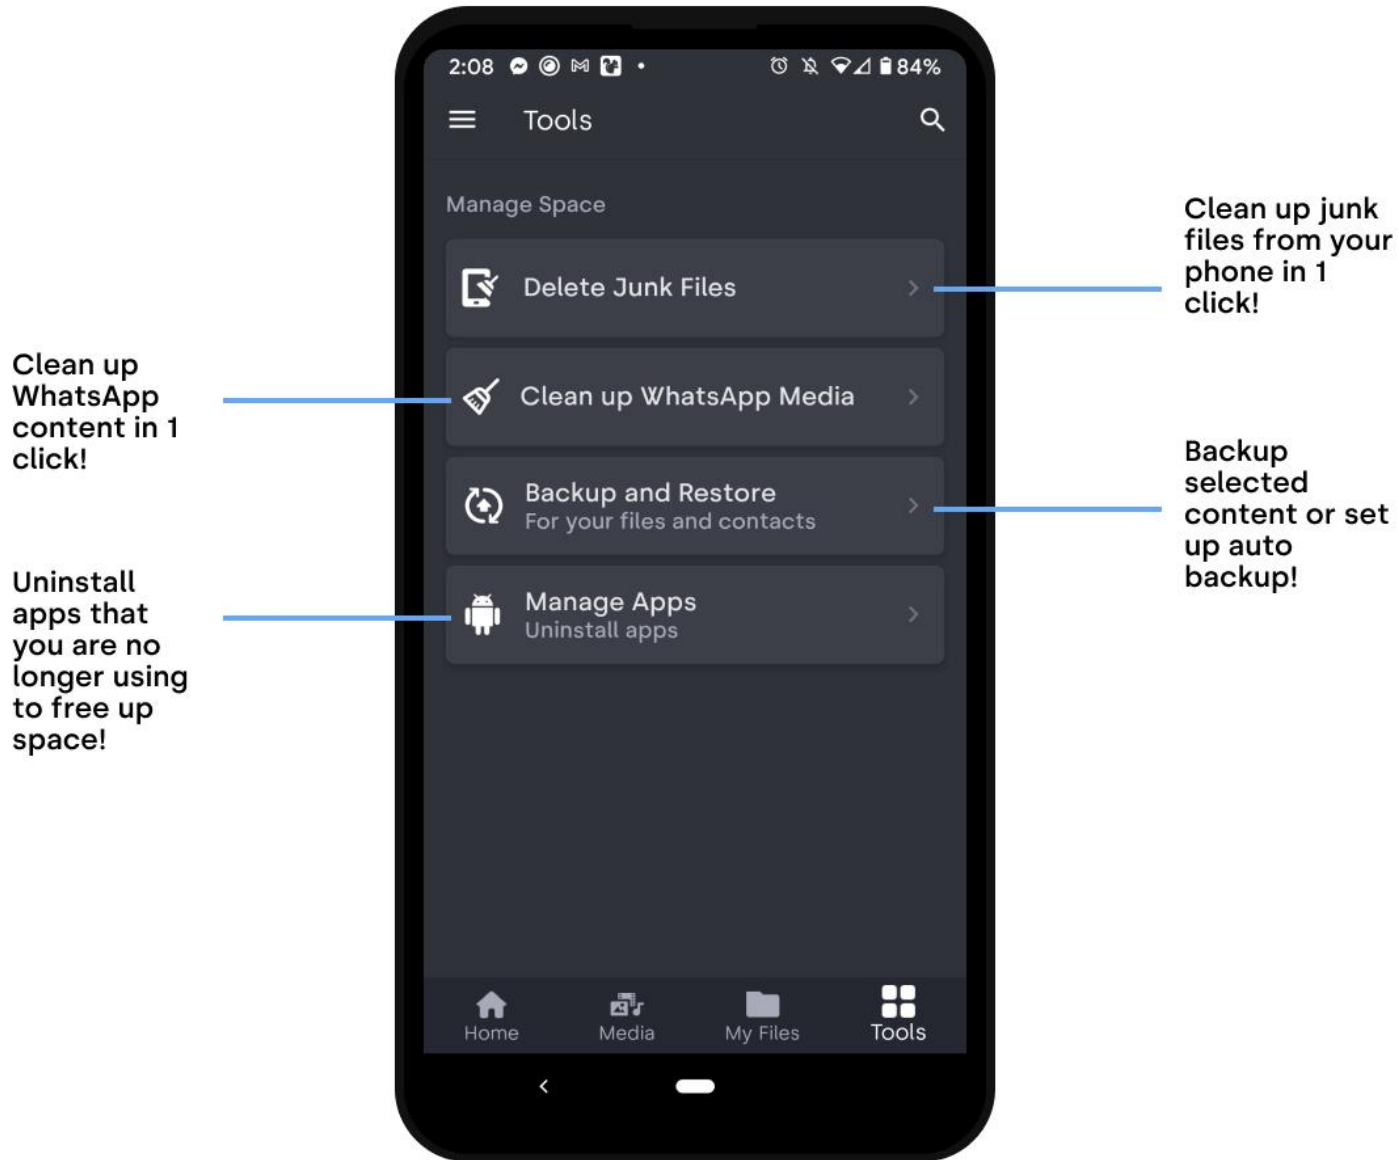 2:08
84%
Tools
Manage Space
Delete Junk Files
Clean up WhatsApp Media
Backup and Restore
For your files and contacts
Manage Apps
Uninstall apps
Home
Media
My Files
Tools
Clean up
WhatsApp
content in 1
click!
Uninstall
apps that
you are no
longer using
to free up
space!
Clean up junk
files from your
phone in 1
click!
Backup
selected
content or set
up auto
backup!